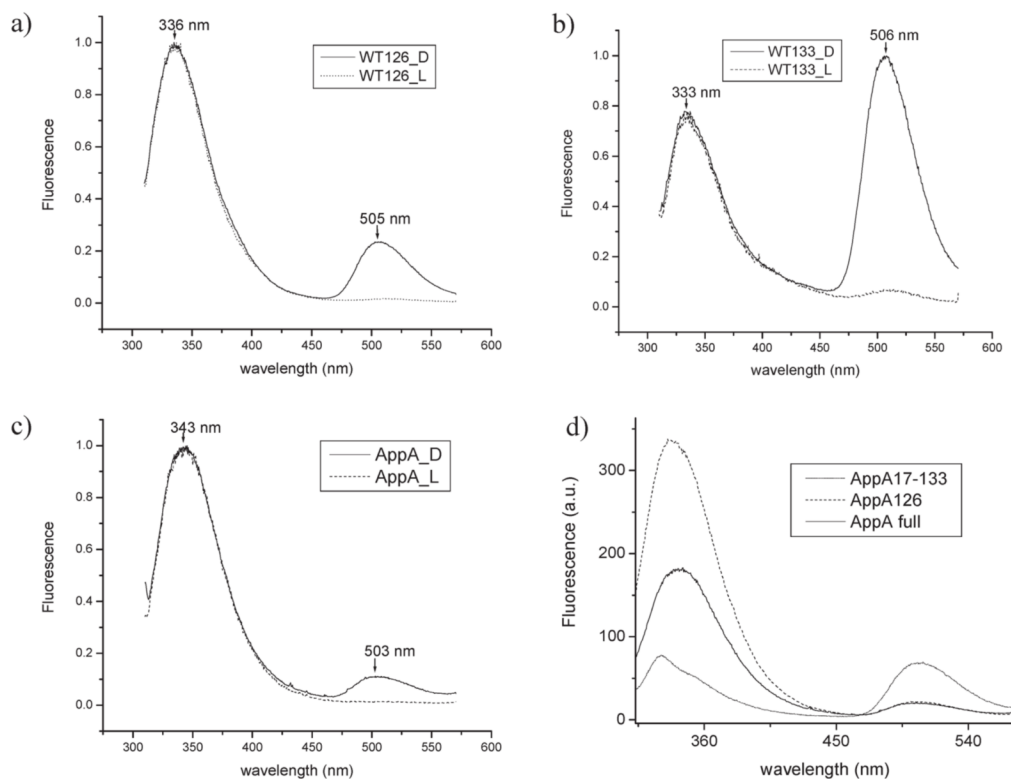 a)
336 nm
WT126_D
WT126_L
505 nm
Fluorescence
1.0
0.8
0.6
0.4
0.2
0.0
300 350 400 450 500 550 600
wavelength (nm)
b)
506 nm
WT133_D
WT133_L
333 nm
Fluorescence
1.0
0.8
0.6
0.4
0.2
0.0
300 350 400 450 500 550 600
wavelength (nm)
c)
343 nm
AppA_D
AppA_L
503 nm
Fluorescence
1.0
0.8
0.6
0.4
0.2
0.0
300 350 400 450 500 550 600
wavelength (nm)
d)
AppA17-133
AppA126
AppA full
Fluorescence (a.u.)
300
200
100
0
360 450 540
wavelength (nm)